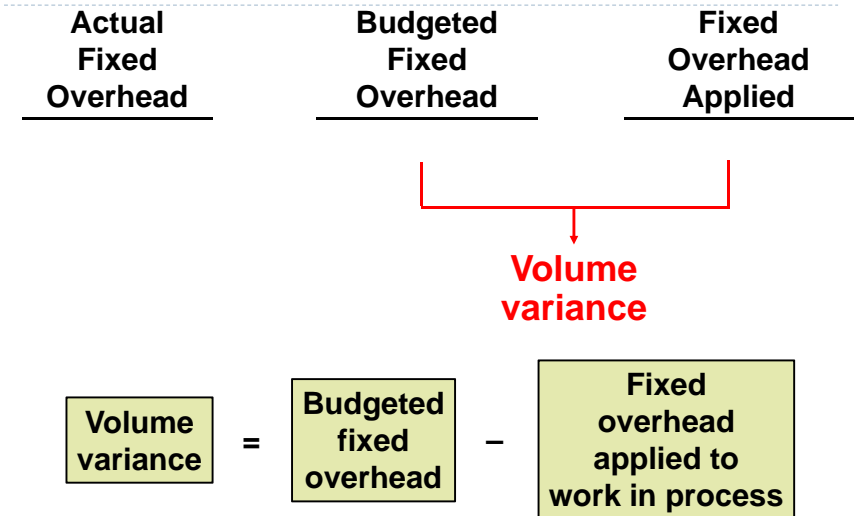 Actual
Fixed
Overhead
Budgeted
Fixed
Overhead
Fixed
Overhead
Applied
Volume
variance
Volume
variance
=
Budgeted
fixed
overhead
–
Fixed
overhead
applied to
work in process